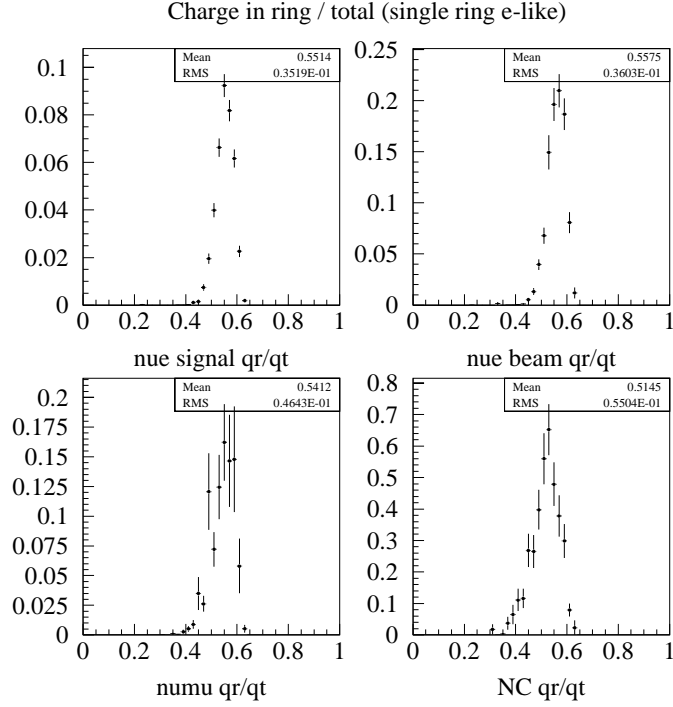 Charge in ring / total (single ring e-like)
Mean 0.5514
RMS 0.3519E-01
0.1
0.08
0.06
0.04
0.02
0
0 0.2 0.4 0.6 0.8 1
nue signal qr/qt
Mean 0.5575
RMS 0.3603E-01
0.25
0.2
0.15
0.1
0.05
0
0 0.2 0.4 0.6 0.8 1
nue beam qr/qt
Mean 0.5412
RMS 0.4643E-01
0.2
0.175
0.15
0.125
0.1
0.075
0.05
0.025
0
0 0.2 0.4 0.6 0.8 1
numu qr/qt
Mean 0.5145
RMS 0.5504E-01
0.8
0.7
0.6
0.5
0.4
0.3
0.2
0.1
0
0 0.2 0.4 0.6 0.8 1
NC qr/qt